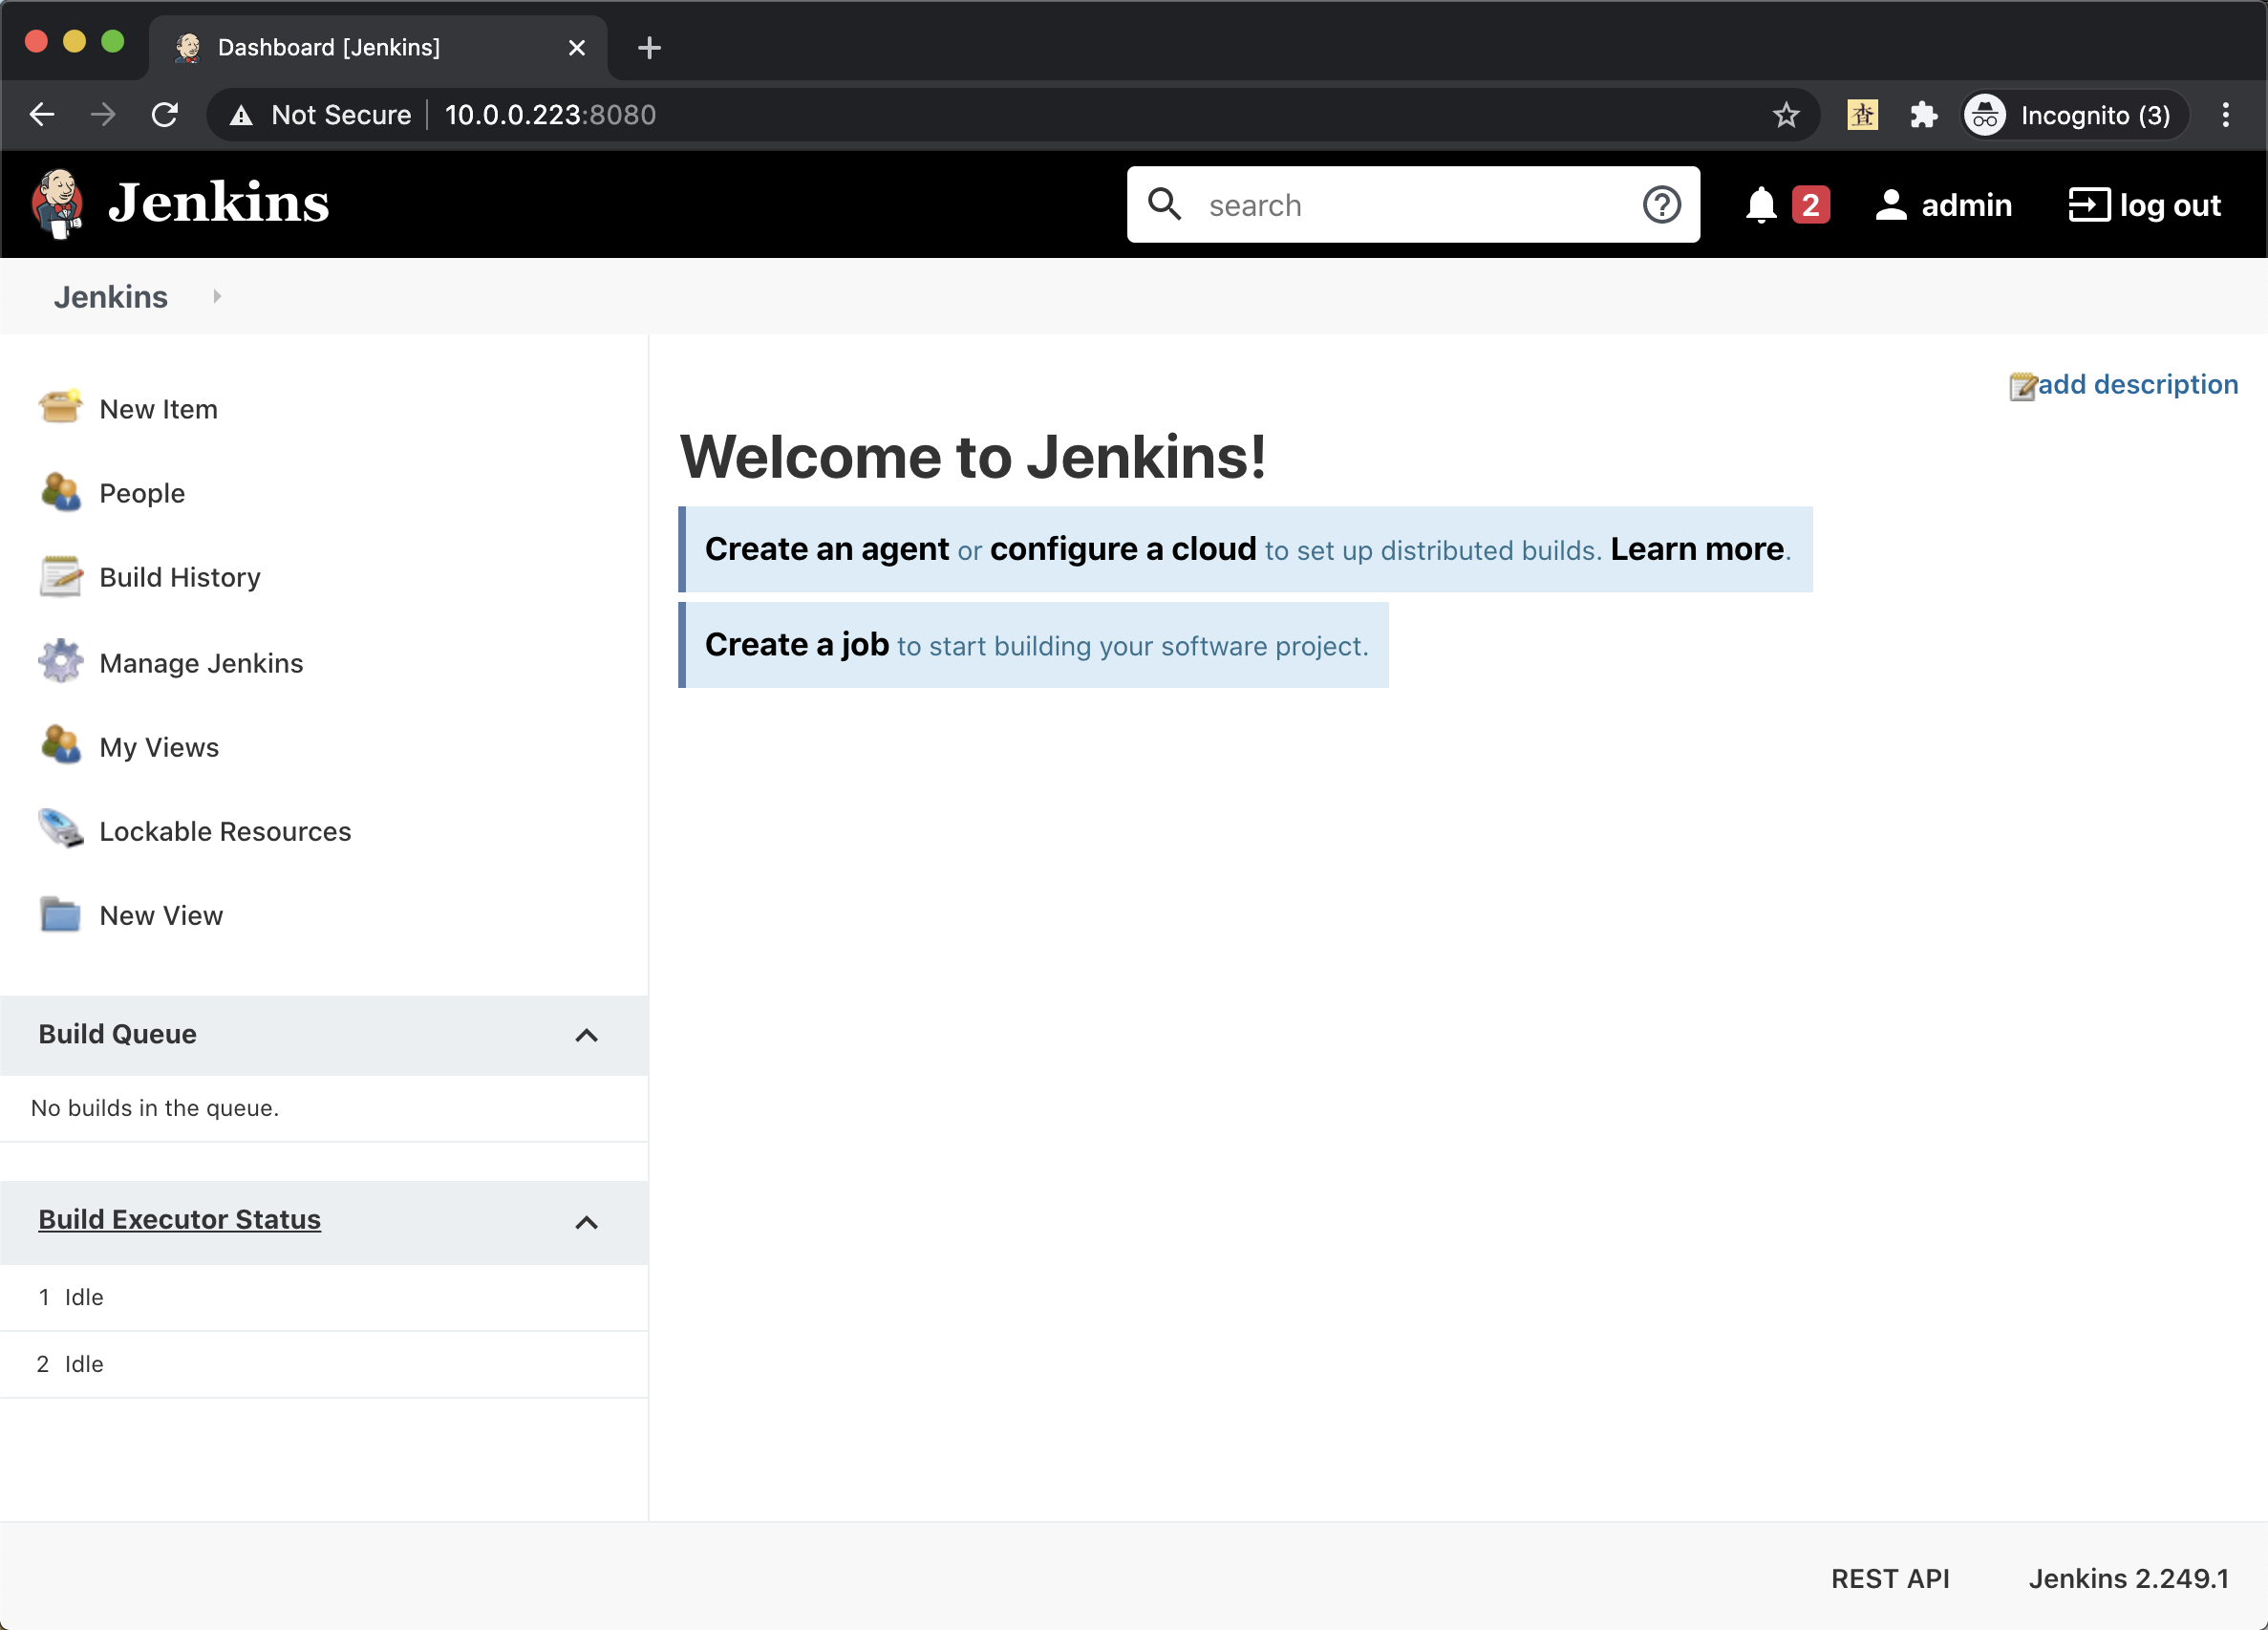 Dashboard [Jenkins]
Not Secure 10.0.0.223:8080
查
Incognito (3)
Jenkins
search
2
admin
log out
Jenkins
add description
New Item
People
Build History
Manage Jenkins
My Views
Lockable Resources
New View
Build Queue
No builds in the queue.
Build Executor Status
1 Idle
2 Idle
Welcome to Jenkins!
Create an agent or configure a cloud to set up distributed builds. Learn more.
Create a job to start building your software project.
REST API
Jenkins 2.249.1